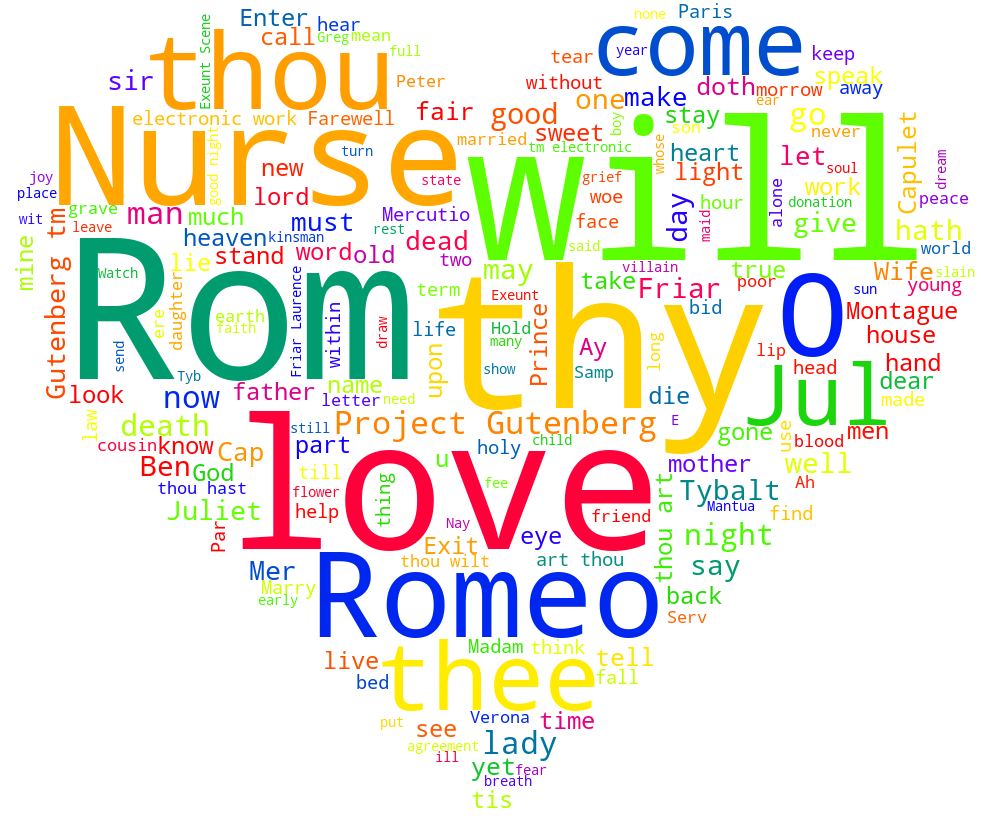 none Paris
Enter hear
come
Exeunt Scene
thou
call Greg mean
year
full
tear
keep
sir
Peter
without
doth morrow
speak away
Nurse
electronic work Farewell
fair good one make
ear
stay go
Capulet
married sweet boy son never
good night
turn
new
tm electronic
whose
heart
let
soul
dream
will
joy
place
state
grief
light
work
peace
lord
woe
day
maid
hour
alone
donation
wit
grave
man much
must
Mercutio
rest
face
give
hath
leave
mine
Gutenberg tm
heaven kinsman
dead
said
world
stand
word old
two
lie
may
villain
true
Wife slain
Rom
Watch
daughter
Friar Laurence
take
Friar
poor
sun
young
thy
O
term
Exeunt
bid
Montague
ere
earth
faith
within
draw
life
Hold
many
Prince
Ay
long
lip
house
send
Tyb
show
Samp
head
hand
look
now
father
name
letter need
upon
die
Jul
dear
made
law
death
still
Project Gutenberg
E
gone
use
blood men
cousin know
Cap
part
holy
child
love
Ben God
till
u
mother
well
thou hast
flower
thing
fee
Tybalt
Ah
Juliet
help
Nay
friend
Mantua
find
Par
Exit
eye
thou art
night
Mer
thou wilt
art thou
say
Marry
early
Romeo
back
Serv
Madam think
live
thee
tell
bed
fall
put
Verona time
see
agreement
lady
ill
yet fear
breath
tis